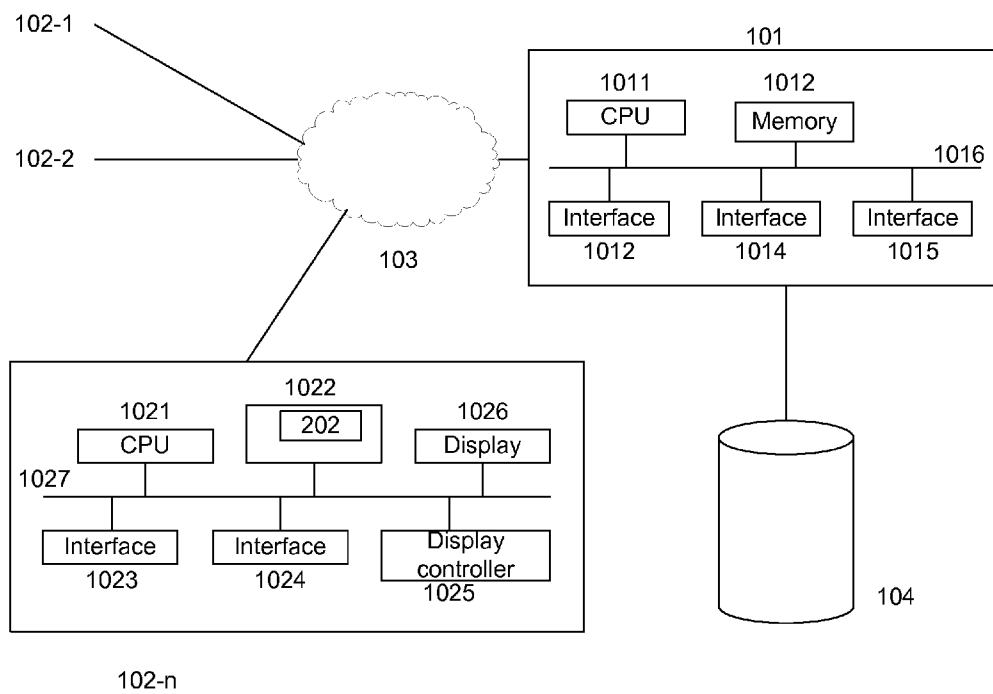 102-1
102-2
103
101
1011
CPU
1012
Memory
1016
Interface
1012
Interface
1014
Interface
1015
1021
CPU
1022
202
1026
Display
1027
Interface
1023
Interface
1024
Display
controller
1025
104
102-n